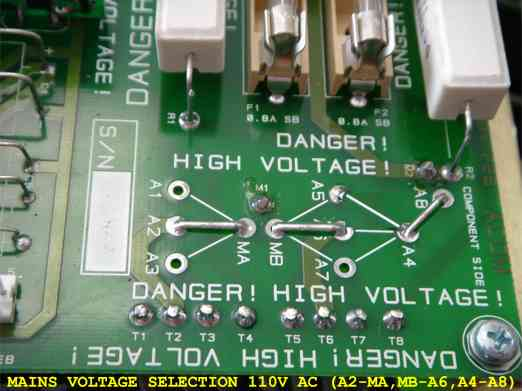 VOLTAGE!
DANGER!
DANGER!
R1
F1
0.8A SB
F2
0.8A SB
S/N
DANGER!
HIGH VOLTAGE!
R2
A1
A2
A3
M1
MA
MB
A5
A7
A4
A8
COMPONENT SIDE
DANGER! HIGH VOLTAGE!
T1 T2 T3 T4 T5 T6 T7 T8
DANGER! HIGH VOLTAGE!
MAINS VOLTAGE SELECTION 110V AC (A2-MA,MB-A6,A4-A8)